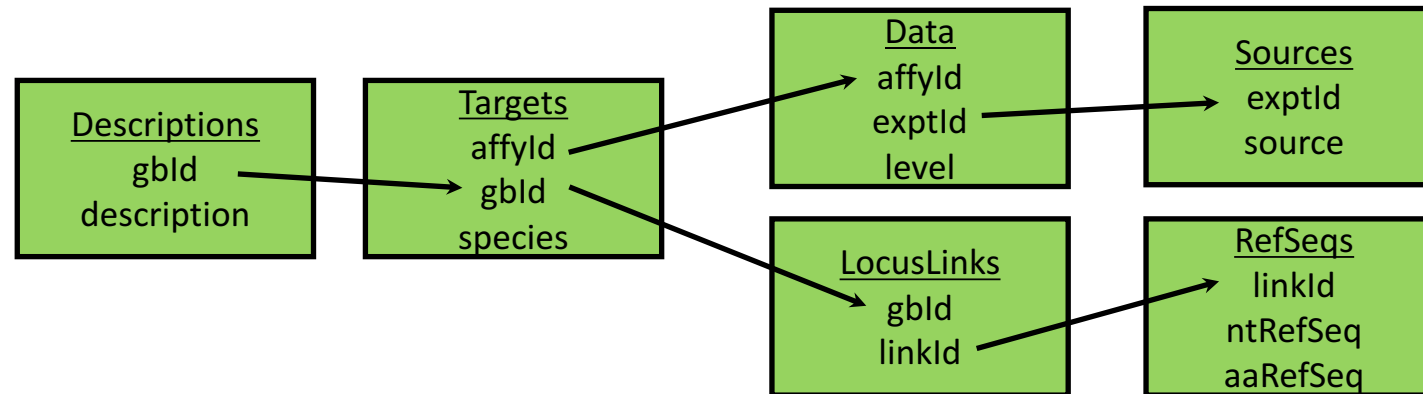 Descriptions
gbId
description
Targets
affyId
gbId
species
Data
affyId
exptId
level
Sources
exptId
source
LocusLinks
gbId
linkId
RefSeqs
linkId
ntRefSeq
aaRefSeq